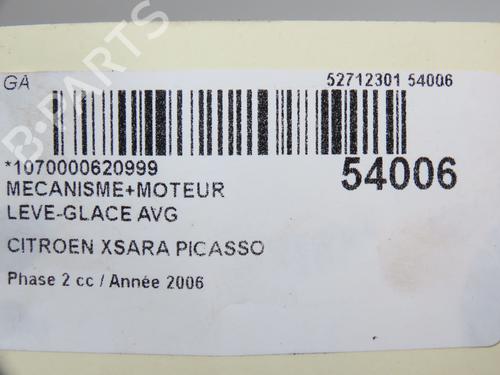 GA
52712301 54006
*1070000620999
54006
MECANISME+MOTEUR
LEVE-GLACE AVG
CITROEN XSARA PICASSO
Phase 2 cc / Année 2006
B-PARTS